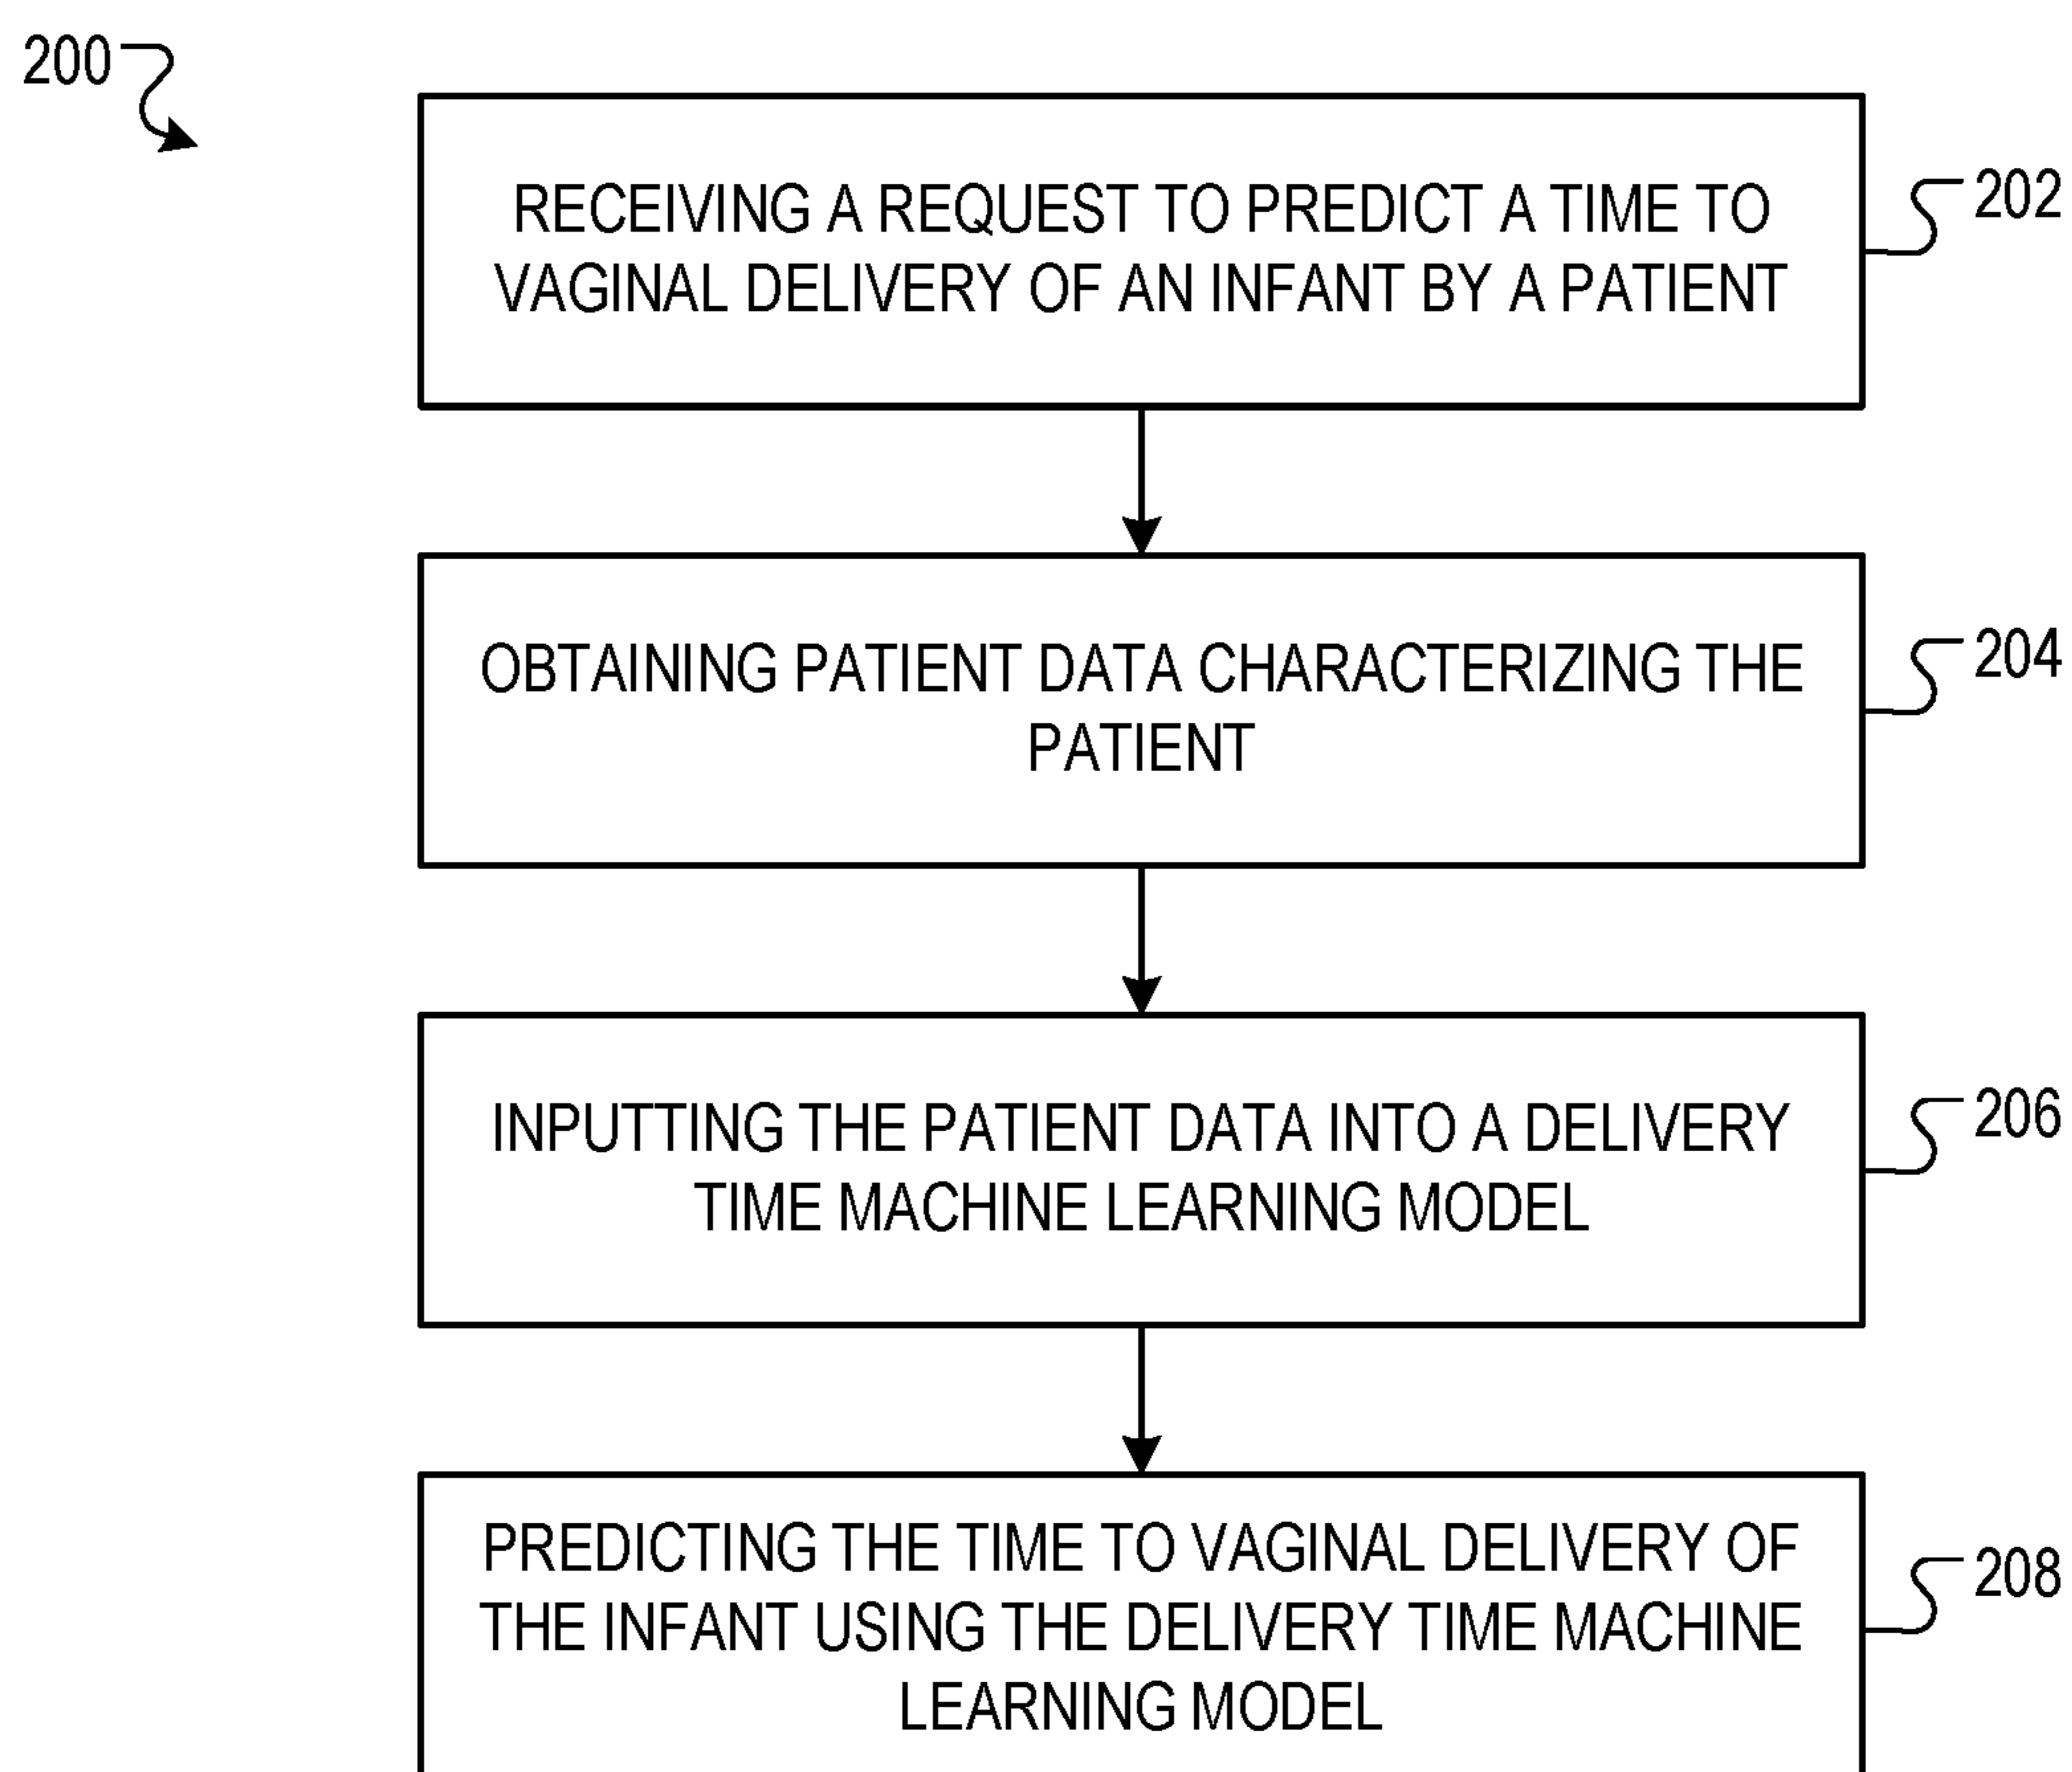 200
RECEIVING A REQUEST TO PREDICT A TIME TO
VAGINAL DELIVERY OF AN INFANT BY A PATIENT
202
OBTAINING PATIENT DATA CHARACTERIZING THE
PATIENT
204
INPUTTING THE PATIENT DATA INTO A DELIVERY
TIME MACHINE LEARNING MODEL
206
PREDICTING THE TIME TO VAGINAL DELIVERY OF
THE INFANT USING THE DELIVERY TIME MACHINE
LEARNING MODEL
208